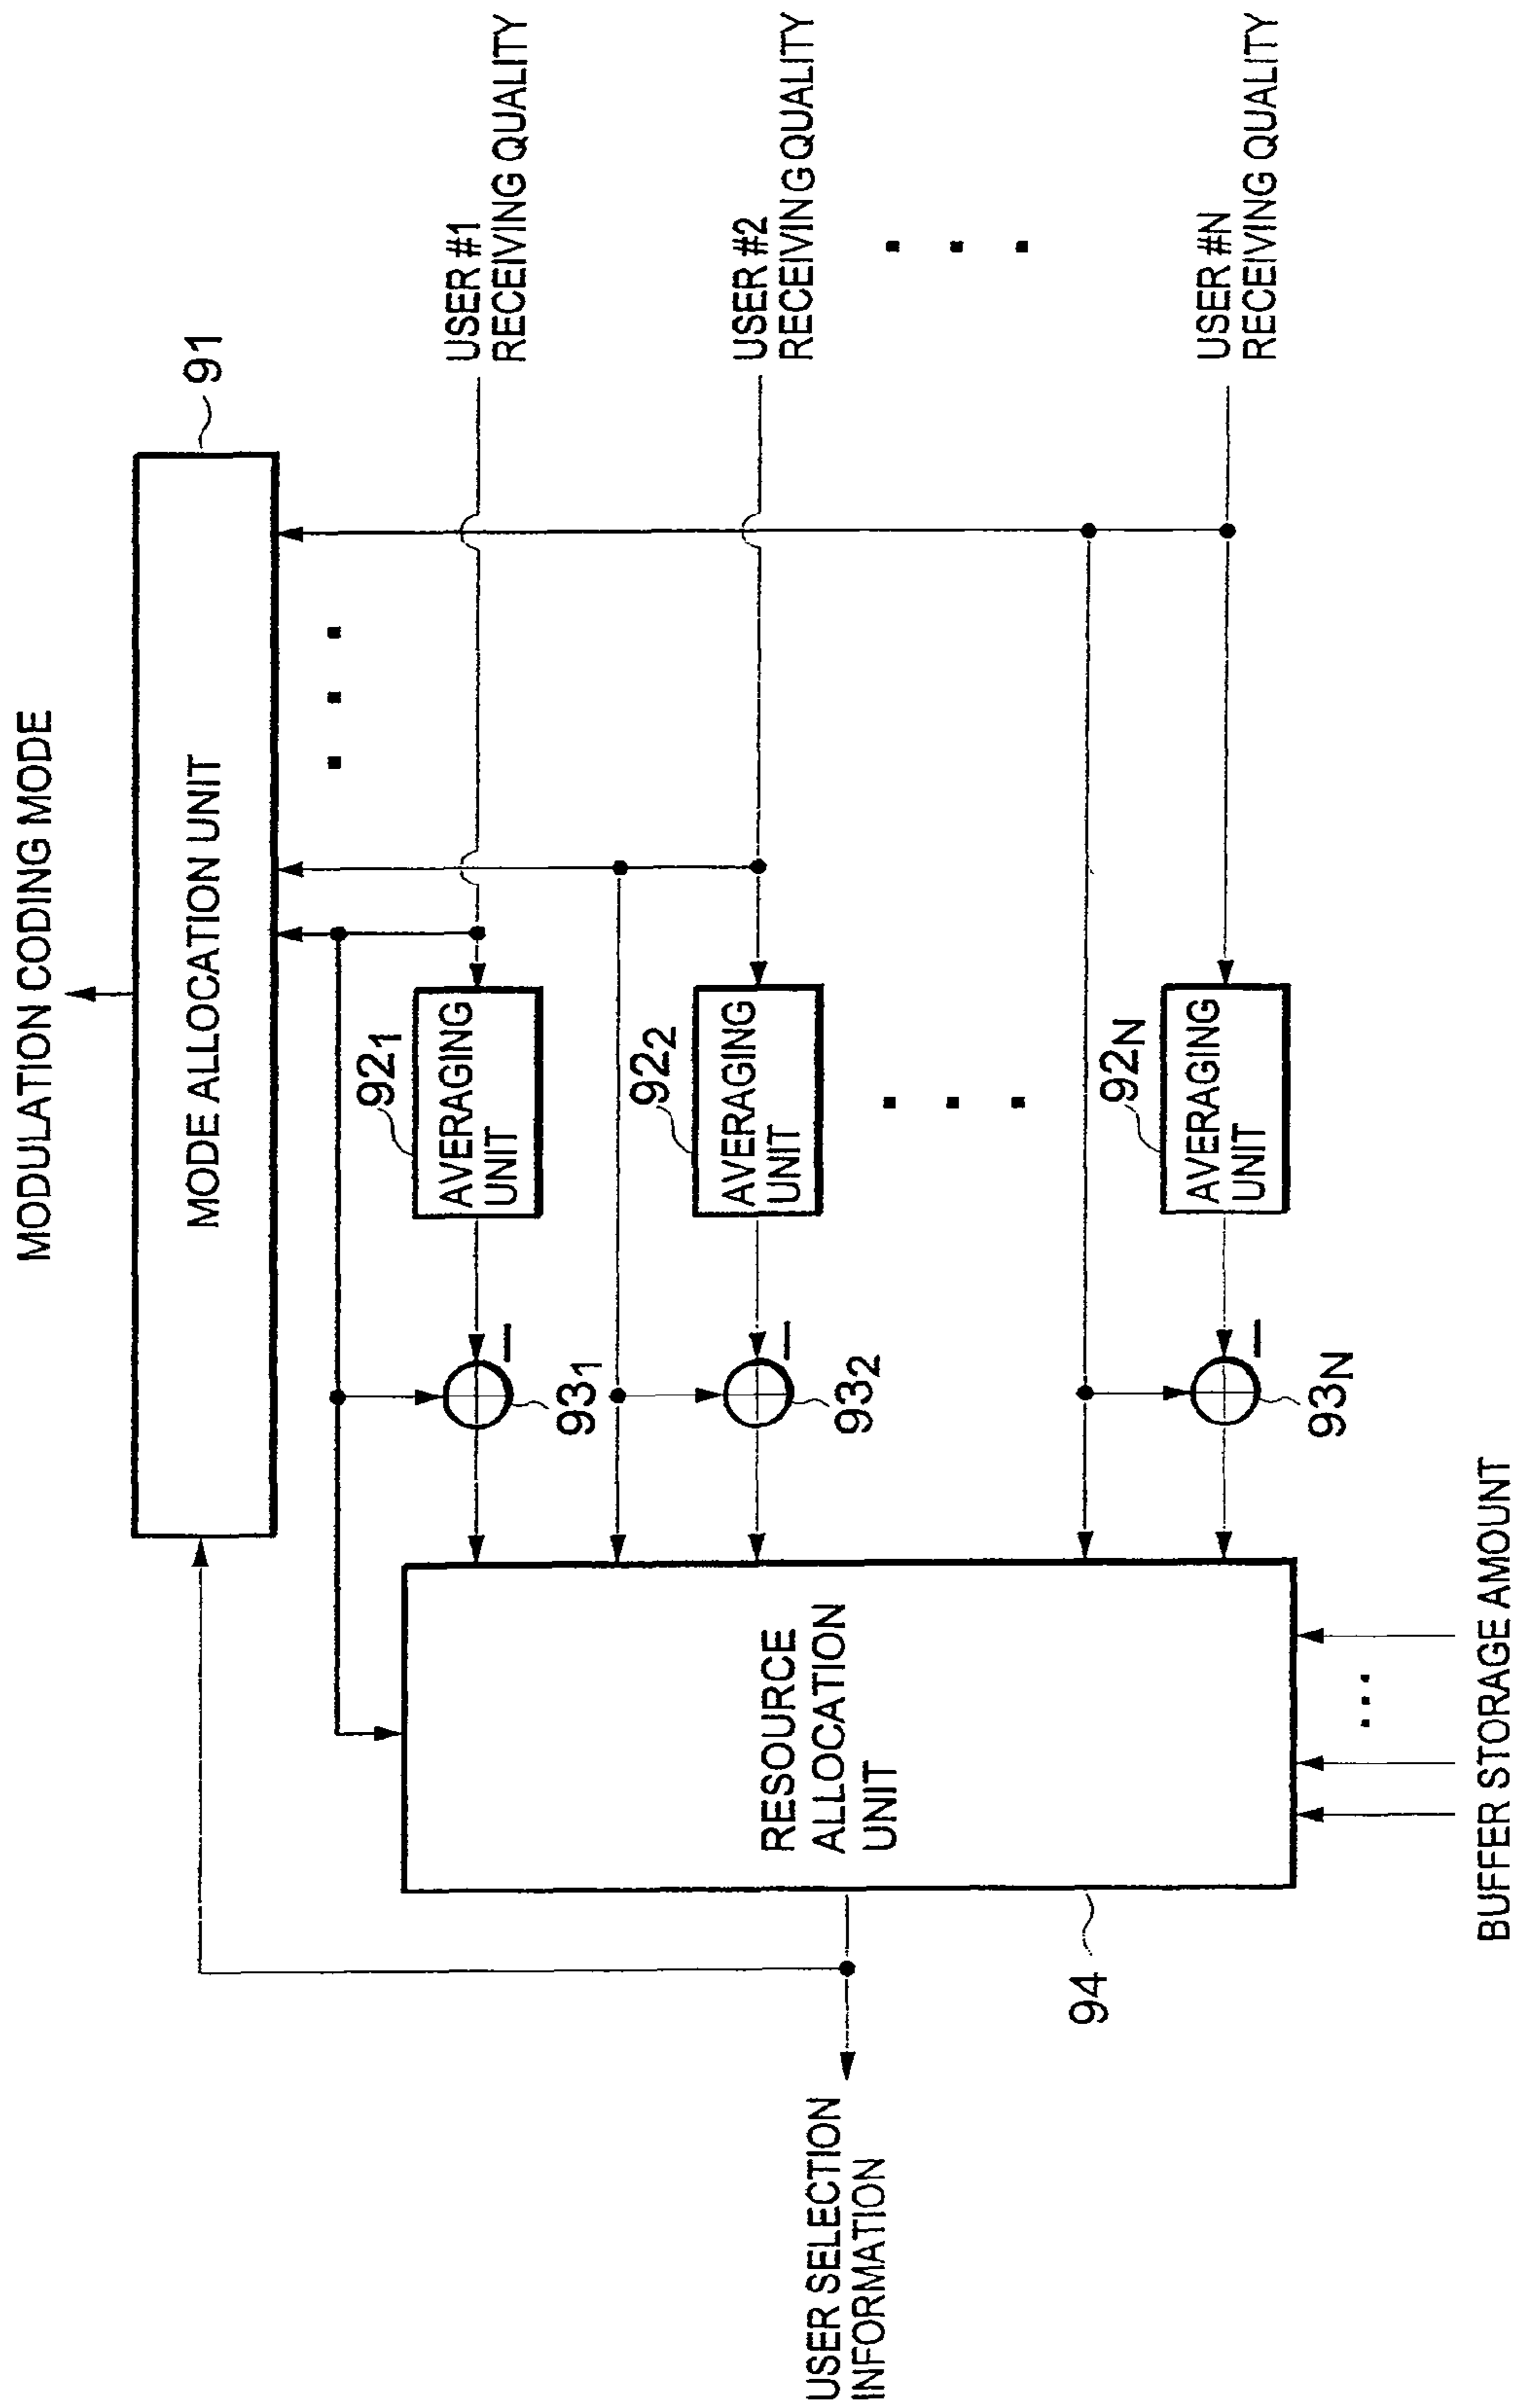 MODULATION CODING MODE
MODE ALLOCATION UNIT
91
USER #1
RECEIVING QUALITY
USER #2
RECEIVING QUALITY
USER #N
RECEIVING QUALITY
92₁
AVERAGING
UNIT
92₂
AVERAGING
UNIT
92N
AVERAGING
UNIT
93₁
93₂
93N
RESOURCE
ALLOCATION
UNIT
94
BUFFER STORAGE AMOUNT
USER SELECTION
INFORMATION